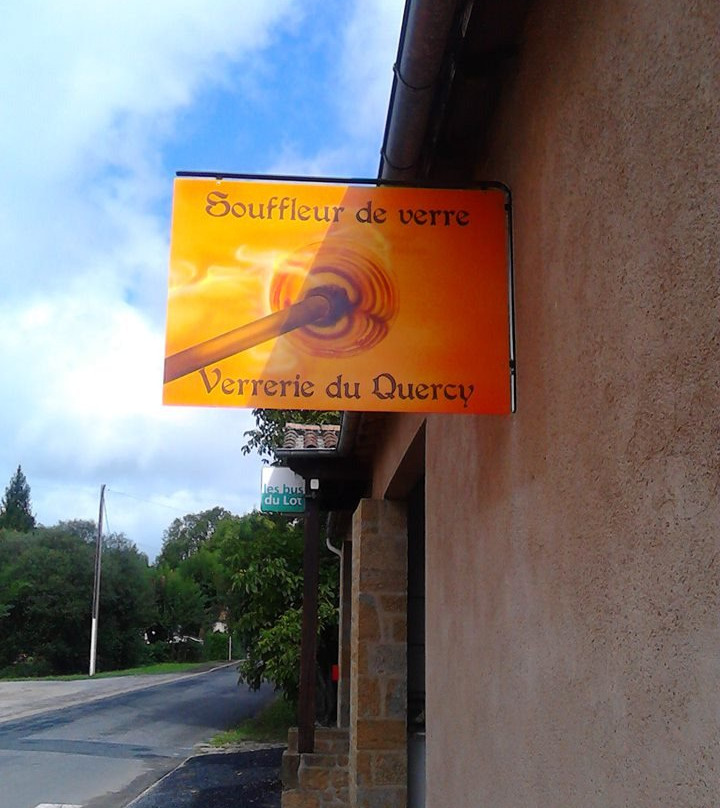 Souffleur de verre
Verrerie du Quercy
les bus
du Lot